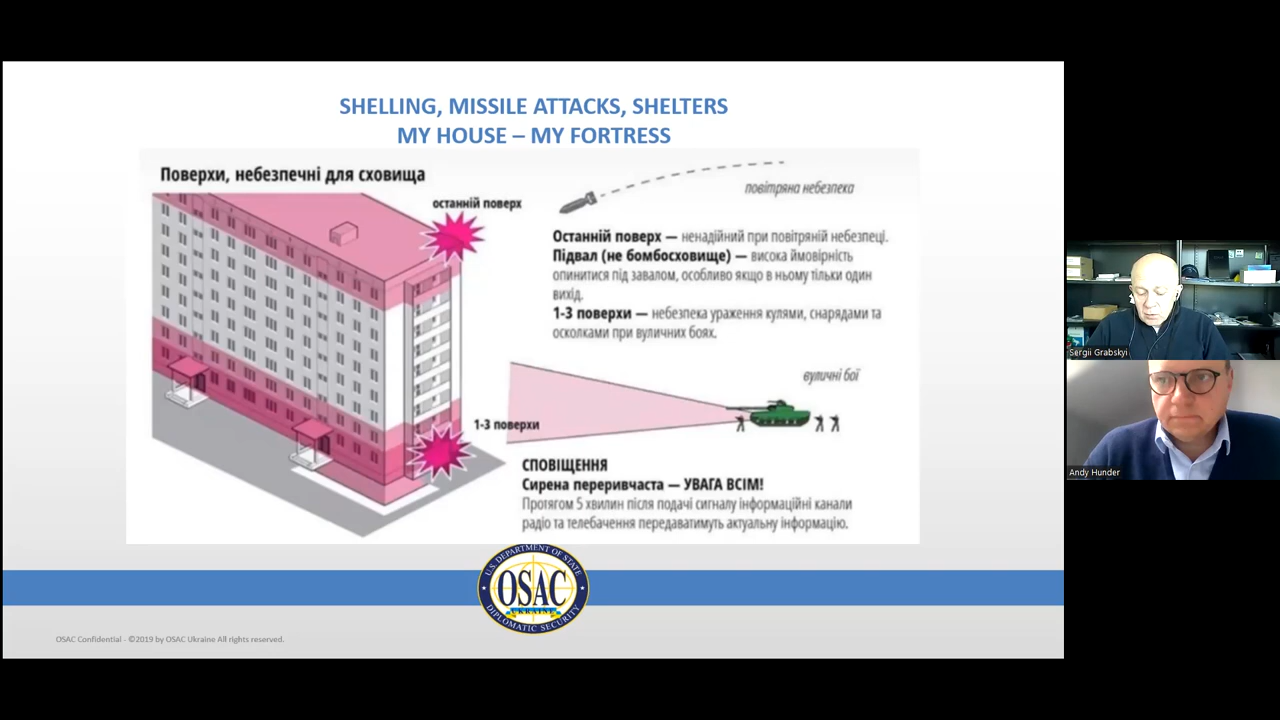 SHELLING, MISSILE ATTACKS, SHELTERS
MY HOUSE – MY FORTRESS
Поверхи, небезпечні для сховища
останній поверх
повітряна небезпека
Останній поверх — ненадійний при повітряній небезпеці.
Підвал (не бомбосховище) — висока ймовірність
опинитися під завалом, особливо якщо в ньому тільки один
вихід.
1-3 поверхи — небезпека ураження кулями, снарядами та
осколками при вуличних боях.
вуличні бої
1-3 поверхи
СПОВІЩЕННЯ
Сирена переривчаста — УВАГА ВСІМ!
Протягом 5 хвилин після подачі сигналу інформаційні канали
радіо та телебачення передаватимуть актуальну інформацію.
U.S. DEPARTMENT OF STATE
OSAC
UKRAINE
DIPLOMATIC SECURITY
OSAC Confidential - ©2019 by OSAC Ukraine All rights reserved.
Sergii Grabskyi
Andy Hunder